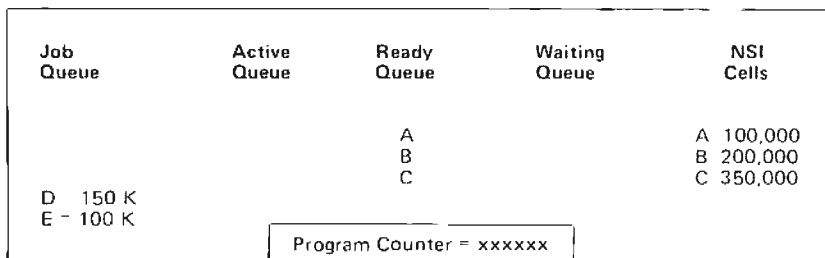 Job Active Ready Waiting NSI
Queue Queue Queue Queue Cells
A A 100,000
B B 200,000
C C 350,000
D 150 K
E - 100 K
Program Counter = xxxxxx